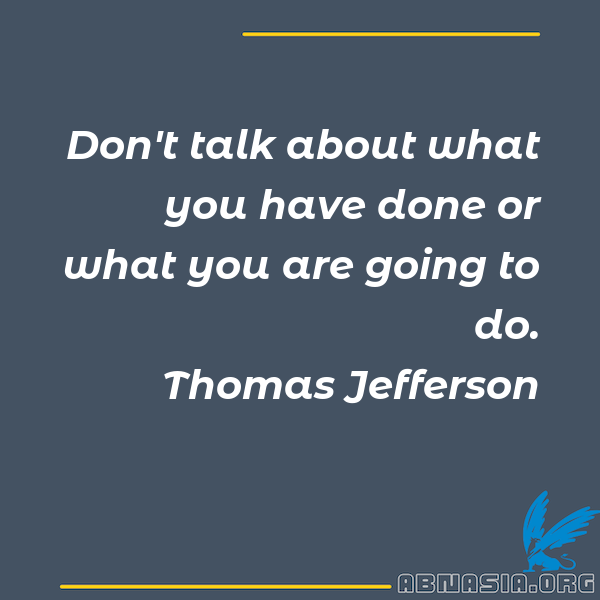 Don't talk about what
you have done or
what you are going to
do.
Thomas Jefferson
ABNASIA.ORG